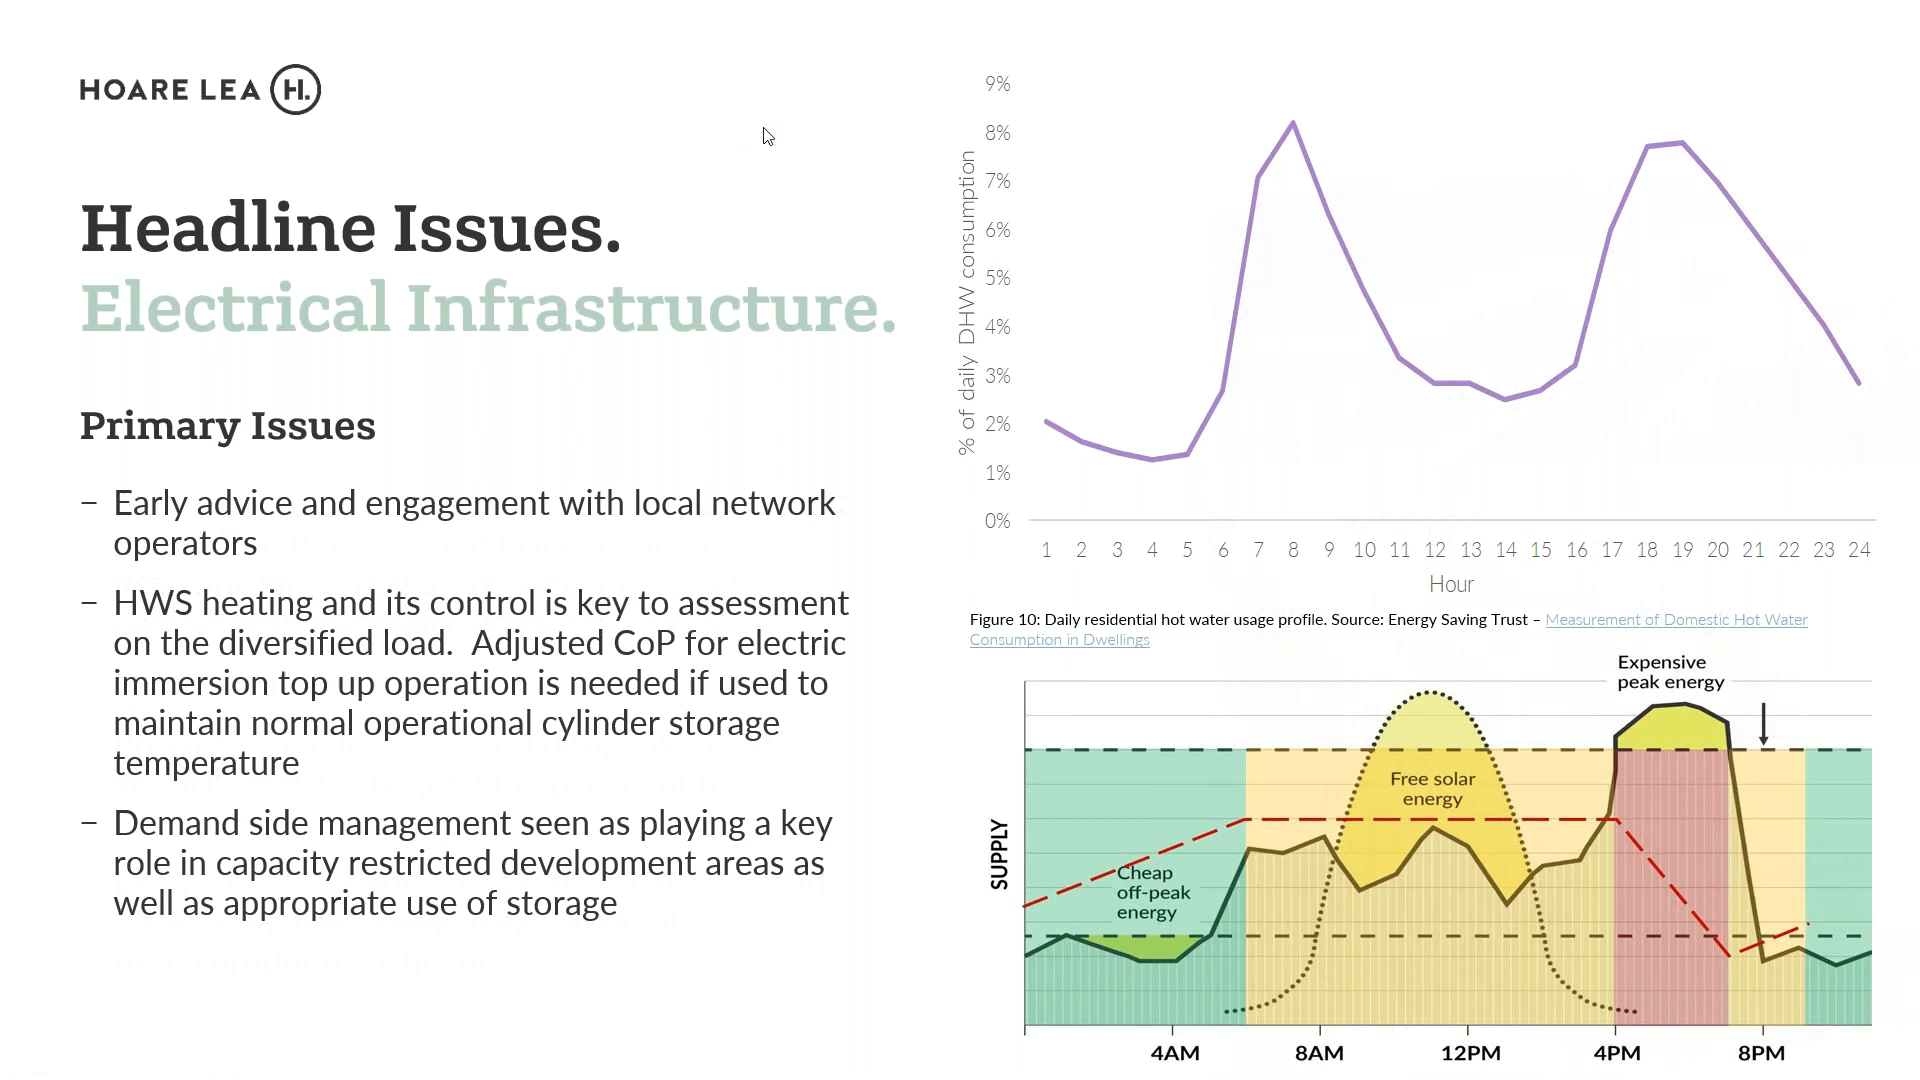 HOARE LEA H.
Headline Issues.
Electrical Infrastructure.
Primary Issues
– Early advice and engagement with local network
operators
– HWS heating and its control is key to assessment
on the diversified load.  Adjusted CoP for electric
immersion top up operation is needed if used to
maintain normal operational cylinder storage
temperature
– Demand side management seen as playing a key
role in capacity restricted development areas as
well as appropriate use of storage
% of daily DHW consumption
9%
8%
7%
6%
5%
4%
3%
2%
1%
0%
1 2 3 4 5 6 7 8 9 10 11 12 13 14 15 16 17 18 19 20 21 22 23 24
Hour
Figure 10: Daily residential hot water usage profile. Source: Energy Saving Trust – Measurement of Domestic Hot Water
Consumption in Dwellings
Expensive
peak energy
Free solar
energy
Cheap
off-peak
energy
SUPPLY
4AM 8AM 12PM 4PM 8PM